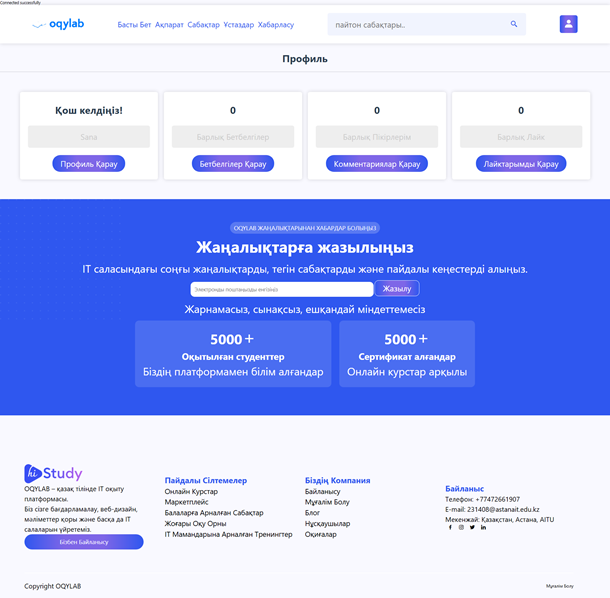 Connected successfully
oqylab
Басты Бет Ақпарат Сабақтар Ұстаздар Хабарласу
пайтон сабақтары..
Профиль
Қош келдіңіз!
Sana
Профиль Қарау
0
Барлық Бетбелгілер
Бетбелгілер Қарау
0
Барлық Пікірлерім
Комментариялар Қарау
0
Барлық Лайк
Лайктарымды Қарау
OQYLAB ЖАҢАЛЫҚТАРЫНАН ХАБАРДАР БОЛЫҢЫЗ
Жаңалықтарға жазылыңыз
IT саласындағы соңғы жаңалықтарды, тегін сабақтарды және пайдалы кеңестерді алыңыз.
Электронды поштаңызды енгізіңіз
Жазылу
Жарнамасыз, сынақсыз, ешқандай міндеттемесіз
5000+
Оқытылған студенттер
Біздің платформамен білім алғандар
5000+
Сертификат алғандар
Онлайн курстар арқылы
hi Study
OQYLAB – қазақ тілінде IT оқыту
платформасы.
Біз сізге бағдарламалау, веб-дизайн,
мәліметтер қоры және басқа да IT
салаларын үйретеміз.
Бізбен Байланысу
Пайдалы Сілтемелер
Онлайн Курстар
Маркетплейс
Балаларға Арналған Сабақтар
Жоғары Оқу Орны
IT Мамандарына Арналған Тренингтер
Біздің Компания
Байланысу
Мұғалім Болу
Блог
Нұсқаушылар
Оқиғалар
Байланыс
Телефон: +77472661907
E-mail: 231408@astanait.edu.kz
Мекенжай: Қазақстан, Астана, AITU
Copyright OQYLAB
Мұғалім Болу